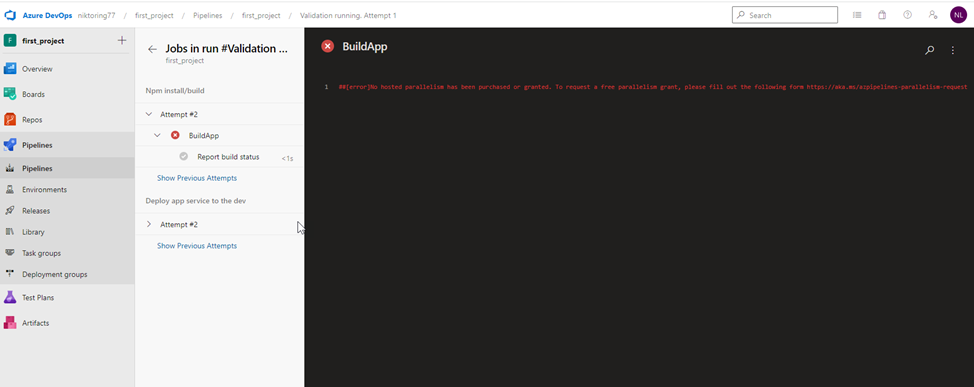 Azure DevOps niktoring77 / first_project / Pipelines / first_project / Validation running. Attempt 1
Search
NL
F first_project
Overview
Boards
Repos
Pipelines
Pipelines
Environments
Releases
Library
Task groups
Deployment groups
Test Plans
Artifacts
Jobs in run #Validation ...
first_project
Npm install/build
Attempt #2
BuildApp
Report build status <1s
Show Previous Attempts
Deploy app service to the dev
Attempt #2
Show Previous Attempts
BuildApp
1 ##[error]No hosted parallelism has been purchased or granted. To request a free parallelism grant, please fill out the following form https://aka.ms/azpipelines-parallelism-request